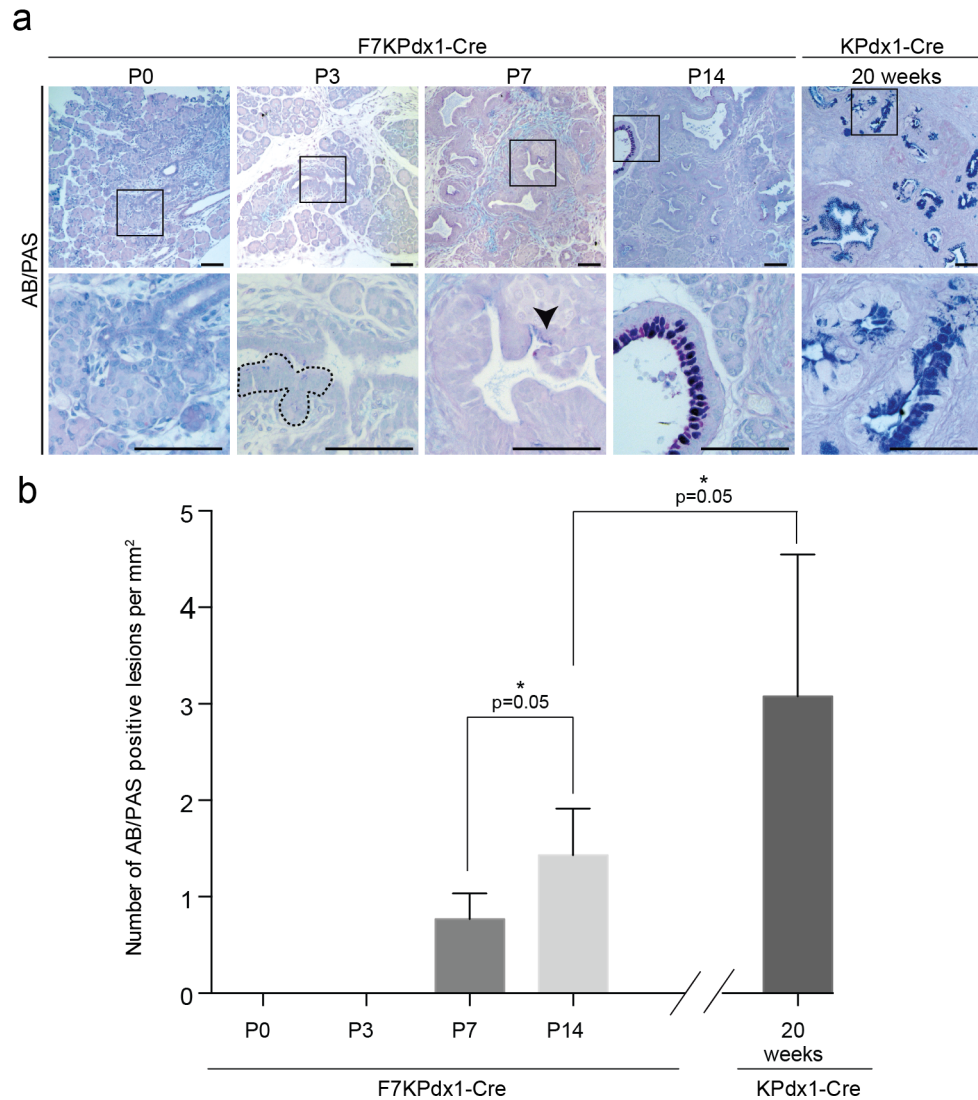 a
F7KPdx1-Cre KPdx1-Cre
P0 P3 P7 P14 20 weeks
AB/PAS
b
Number of AB/PAS positive lesions per mm²
5
4
3
2
1
0
*
p=0.05
*
p=0.05
P0 P3 P7 P14 20
weeks
F7KPdx1-Cre KPdx1-Cre